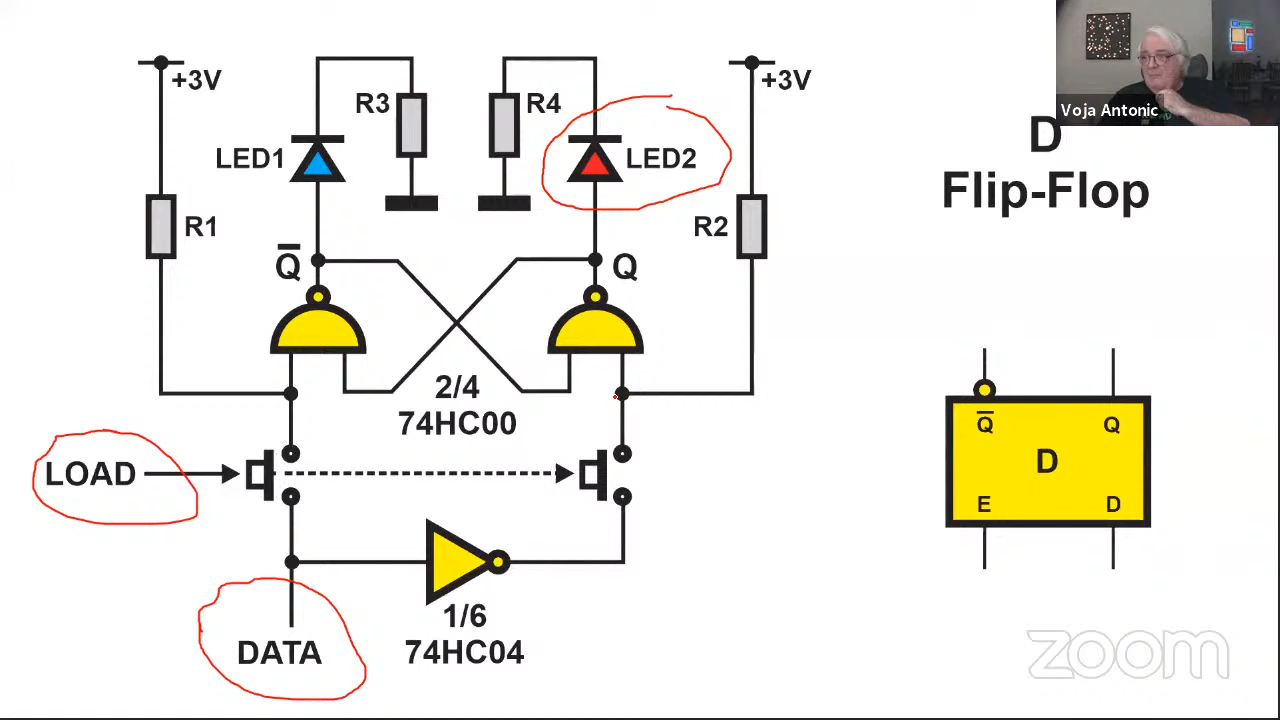 +3V
R3
R4
+3V
Voja Antonic
D
Flip-Flop
LED1
LED2
R1
R2
Q
Q
2/4
74HC00
LOAD
DATA
1/6
74HC04
Q
Q
D
E
D
zoom